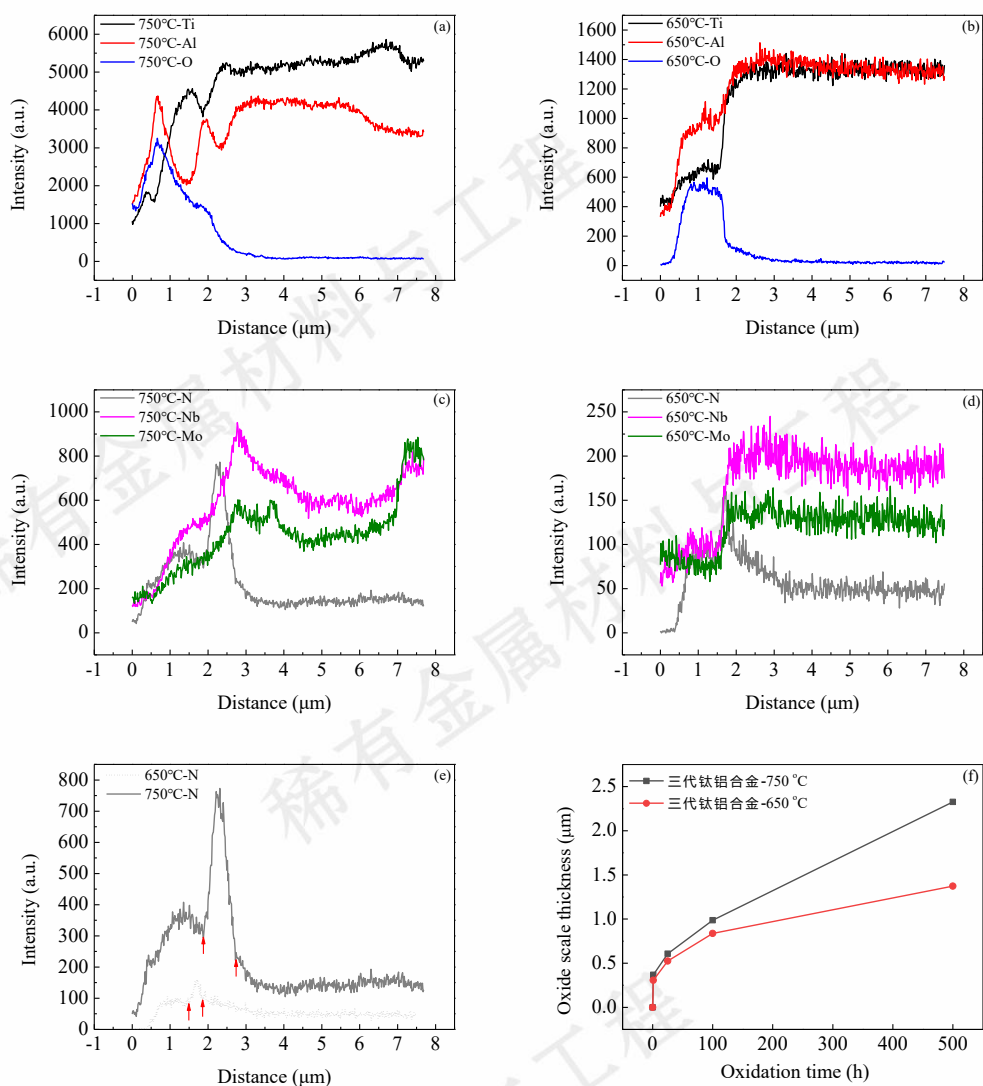 750℃-Ti
750℃-Al
750℃-O
(a)
6000
5000
4000
3000
2000
1000
0
Intensity (a.u.)
-1 0 1 2 3 4 5 6 7 8
Distance (μm)
650℃-Ti
650℃-Al
650℃-O
(b)
1600
1400
1200
1000
800
600
400
200
0
Intensity (a.u.)
-1 0 1 2 3 4 5 6 7 8
Distance (μm)
750℃-N
750℃-Nb
750℃-Mo
(c)
1000
800
600
400
200
0
Intensity (a.u.)
-1 0 1 2 3 4 5 6 7 8
Distance (μm)
650℃-N
650℃-Nb
650℃-Mo
(d)
250
200
150
100
50
0
Intensity (a.u.)
-1 0 1 2 3 4 5 6 7 8
Distance (μm)
650℃-N
750℃-N
(e)
800
700
600
500
400
300
200
100
0
Intensity (a.u.)
-1 0 1 2 3 4 5 6 7 8
Distance (μm)
三代钛铝合金-750 °C
三代钛铝合金-650 °C
(f)
2.5
2.0
1.5
1.0
0.5
0.0
Oxide scale thickness (μm)
0 100 200 300 400 500
Oxidation time (h)
稀有金属材料与工程
稀有金属材料与工程